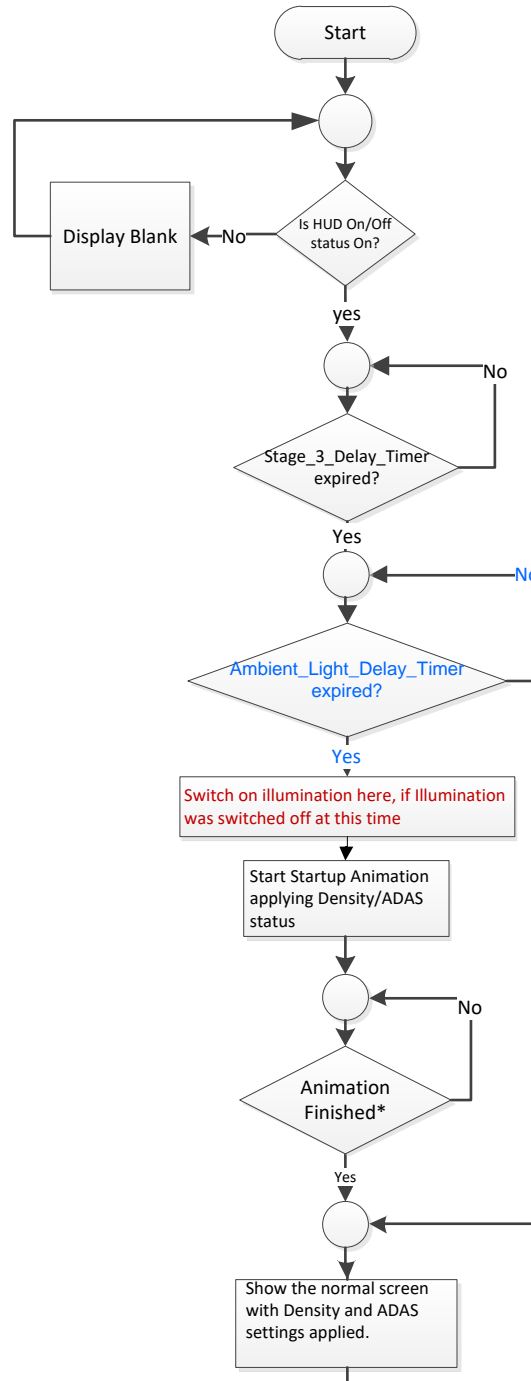 Start
Is HUD On/Off
status On?
No
Display Blank
yes
No
Stage_3_Delay_Timer
expired?
Yes
No
Ambient_Light_Delay_Timer
expired?
Yes
Switch on illumination here, if Illumination
was switched off at this time
Start Startup Animation
applying Density/ADAS
status
No
Animation
Finished*
Yes
Show the normal screen
with Density and ADAS
settings applied.